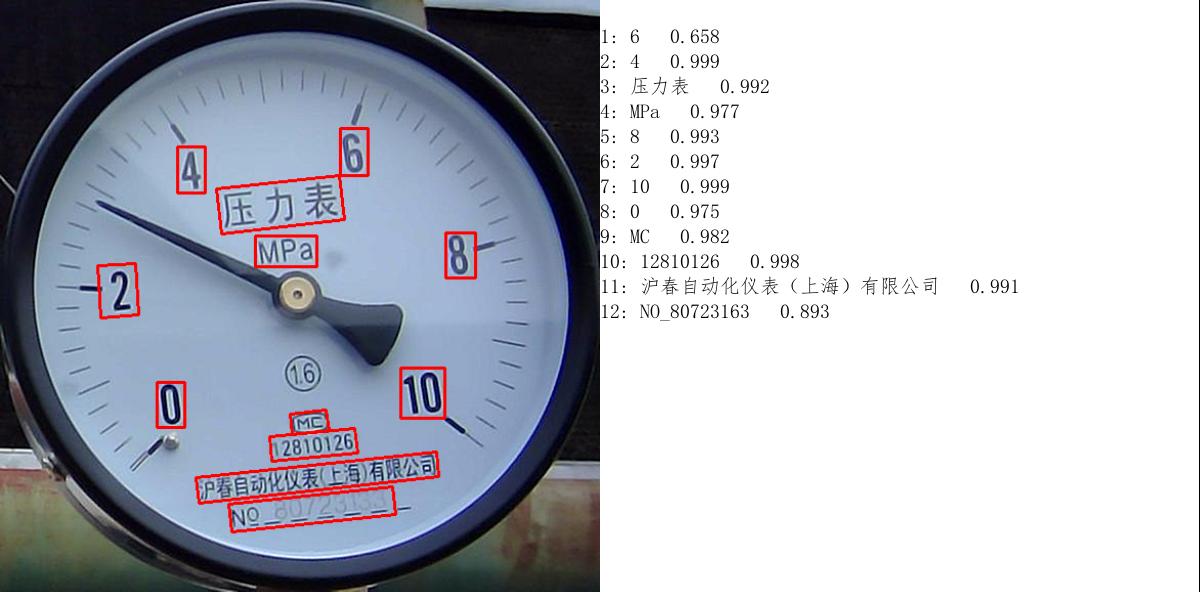 6
4
压力表
MPa
8
2
10
0
1.6
MC
12810126
沪春自动化仪表(上海)有限公司
NO 80723133
1: 6 0.658
2: 4 0.999
3: 压力表 0.992
4: MPa 0.977
5: 8 0.993
6: 2 0.997
7: 10 0.999
8: 0 0.975
9: MC 0.982
10: 12810126 0.998
11: 沪春自动化仪表（上海）有限公司 0.991
12: NO_80723163 0.893